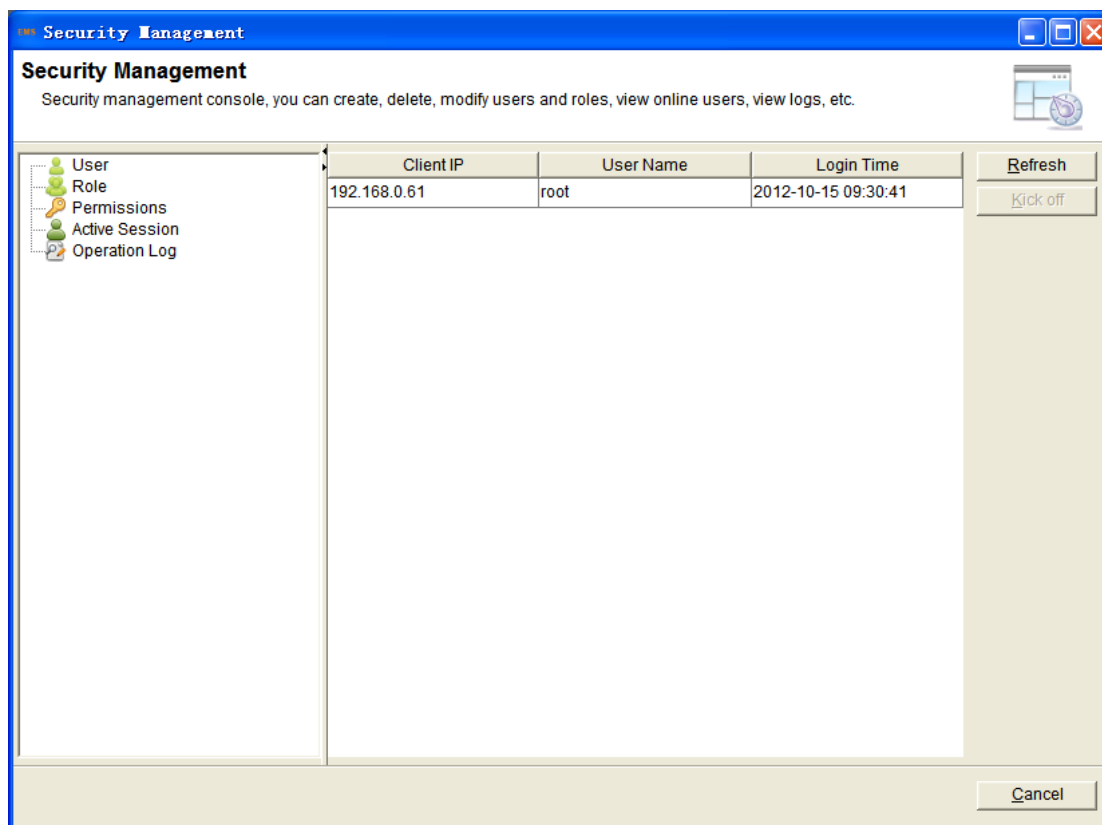 EMS Security Management
Security Management
Security management console, you can create, delete, modify users and roles, view online users, view logs, etc.
User
Role
Permissions
Active Session
Operation Log
Client IP User Name Login Time
192.168.0.61 root 2012-10-15 09:30:41
Refresh
Kick off
Cancel